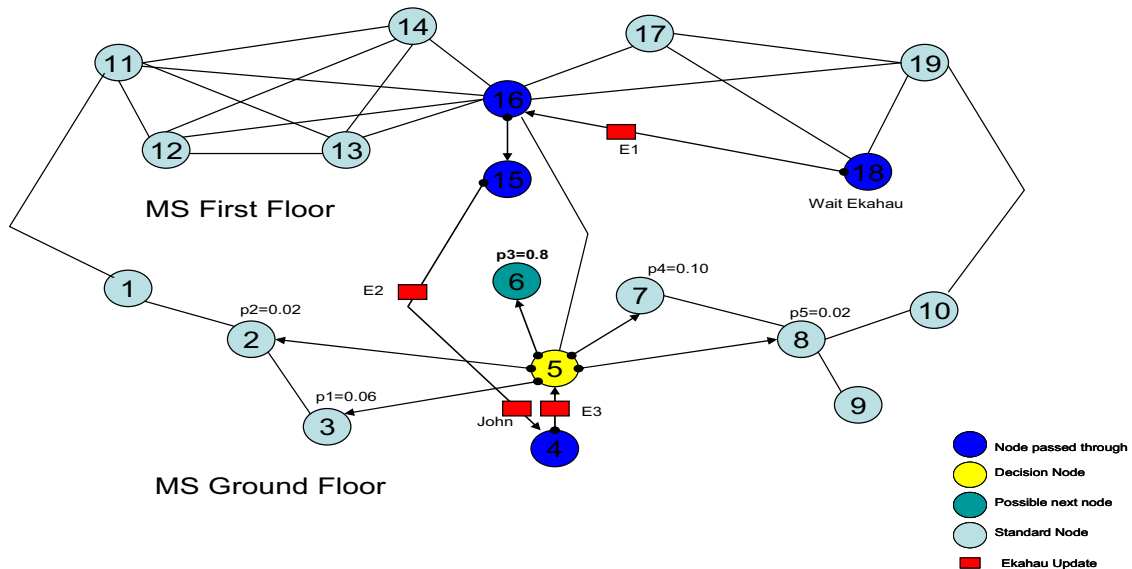 14
17
11
19
16
E1
12
13
15
18
MS First Floor
Wait Ekahau
p3=0.8
p4=0.10
1
E2
6
7
p2=0.02
p5=0.02
10
2
8
5
p1=0.06
9
3
John
E3
4
MS Ground Floor
Node passed through
Decision Node
Possible next node
Standard Node
Ekahau Update